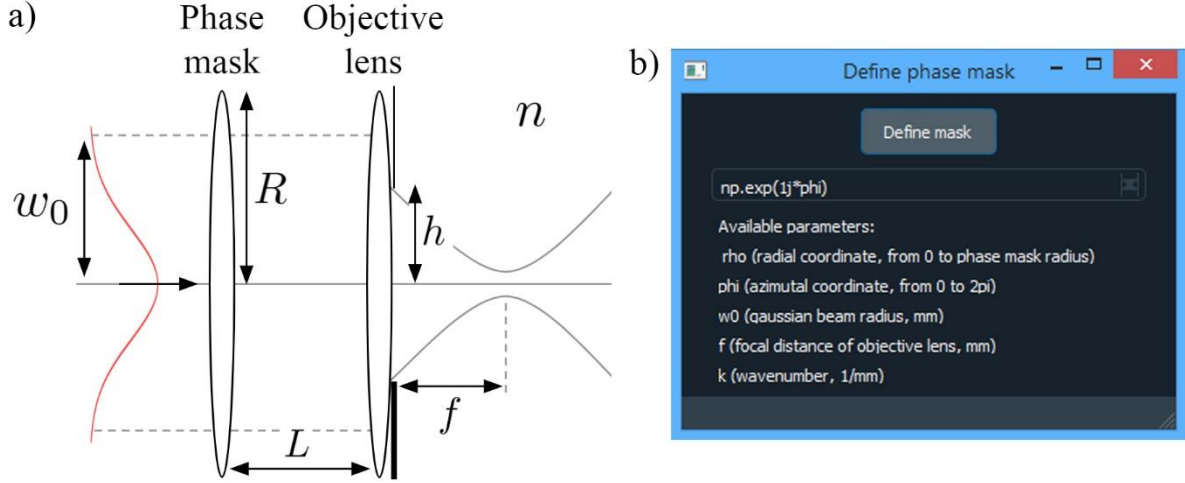 a)
Phase
mask
Objective
lens
n
w₀
R
h
L
f
b)
Define phase mask
Define mask
np.exp(1j*phi)
Available parameters:
rho (radial coordinate, from 0 to phase mask radius)
phi (azimutal coordinate, from 0 to 2pi)
w0 (gaussian beam radius, mm)
f (focal distance of objective lens, mm)
k (wavenumber, 1/mm)